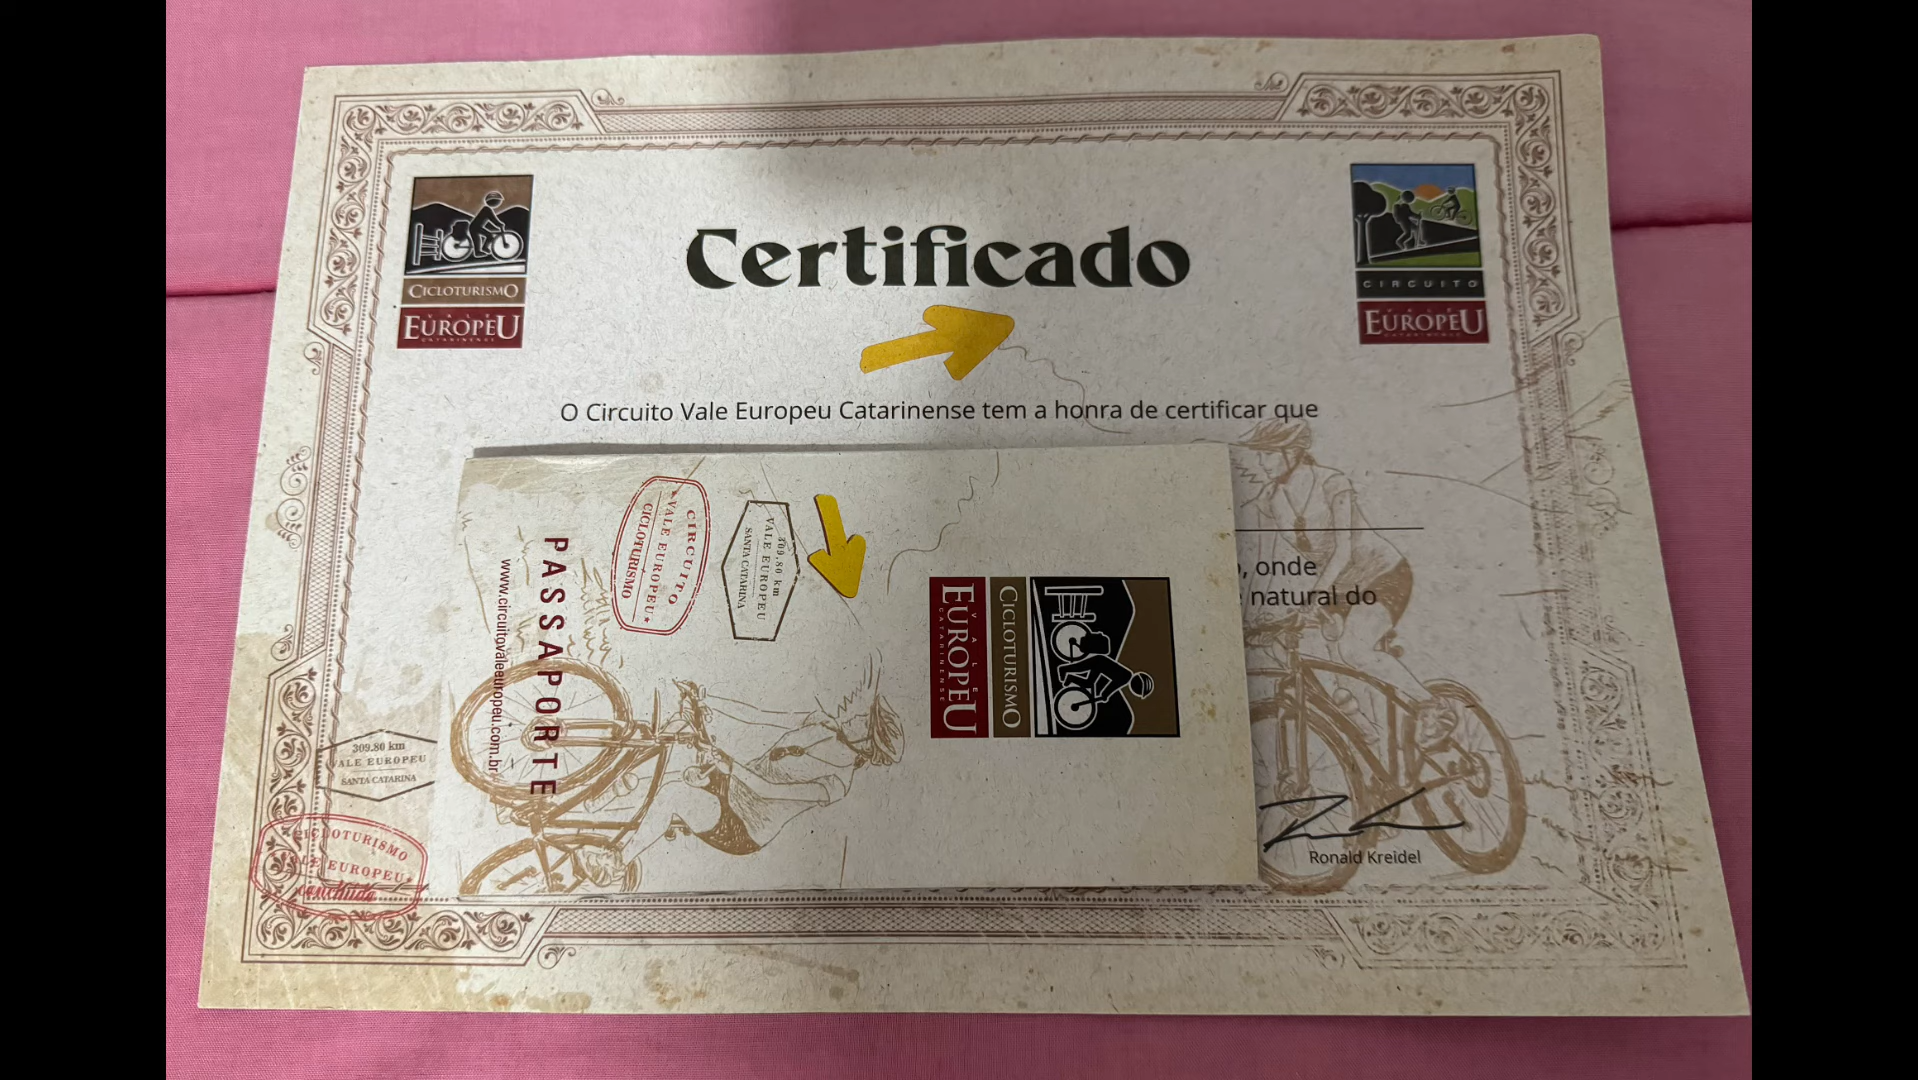 Certificado
CICLOTURISMO
VALE
EUROPEU
CATARINENSE
CIRCUITO
EUROPEU
O Circuito Vale Europeu Catarinense tem a honra de certificar que
, onde
natural do
Ronald Kreidel
309.80 km
VALE EUROPEU
SANTA CATARINA
CICLOTURISMO
VALE EUROPEU
concluído
CICLOTURISMO
VALE
EUROPEU
CATARINENSE
309,80 km
VALE EUROPEU
SANTA CATARINA
CIRCUITO
VALE EUROPEU
CICLOTURISMO
PASSAPORTE
www.circuitovaleeuropeu.com.br